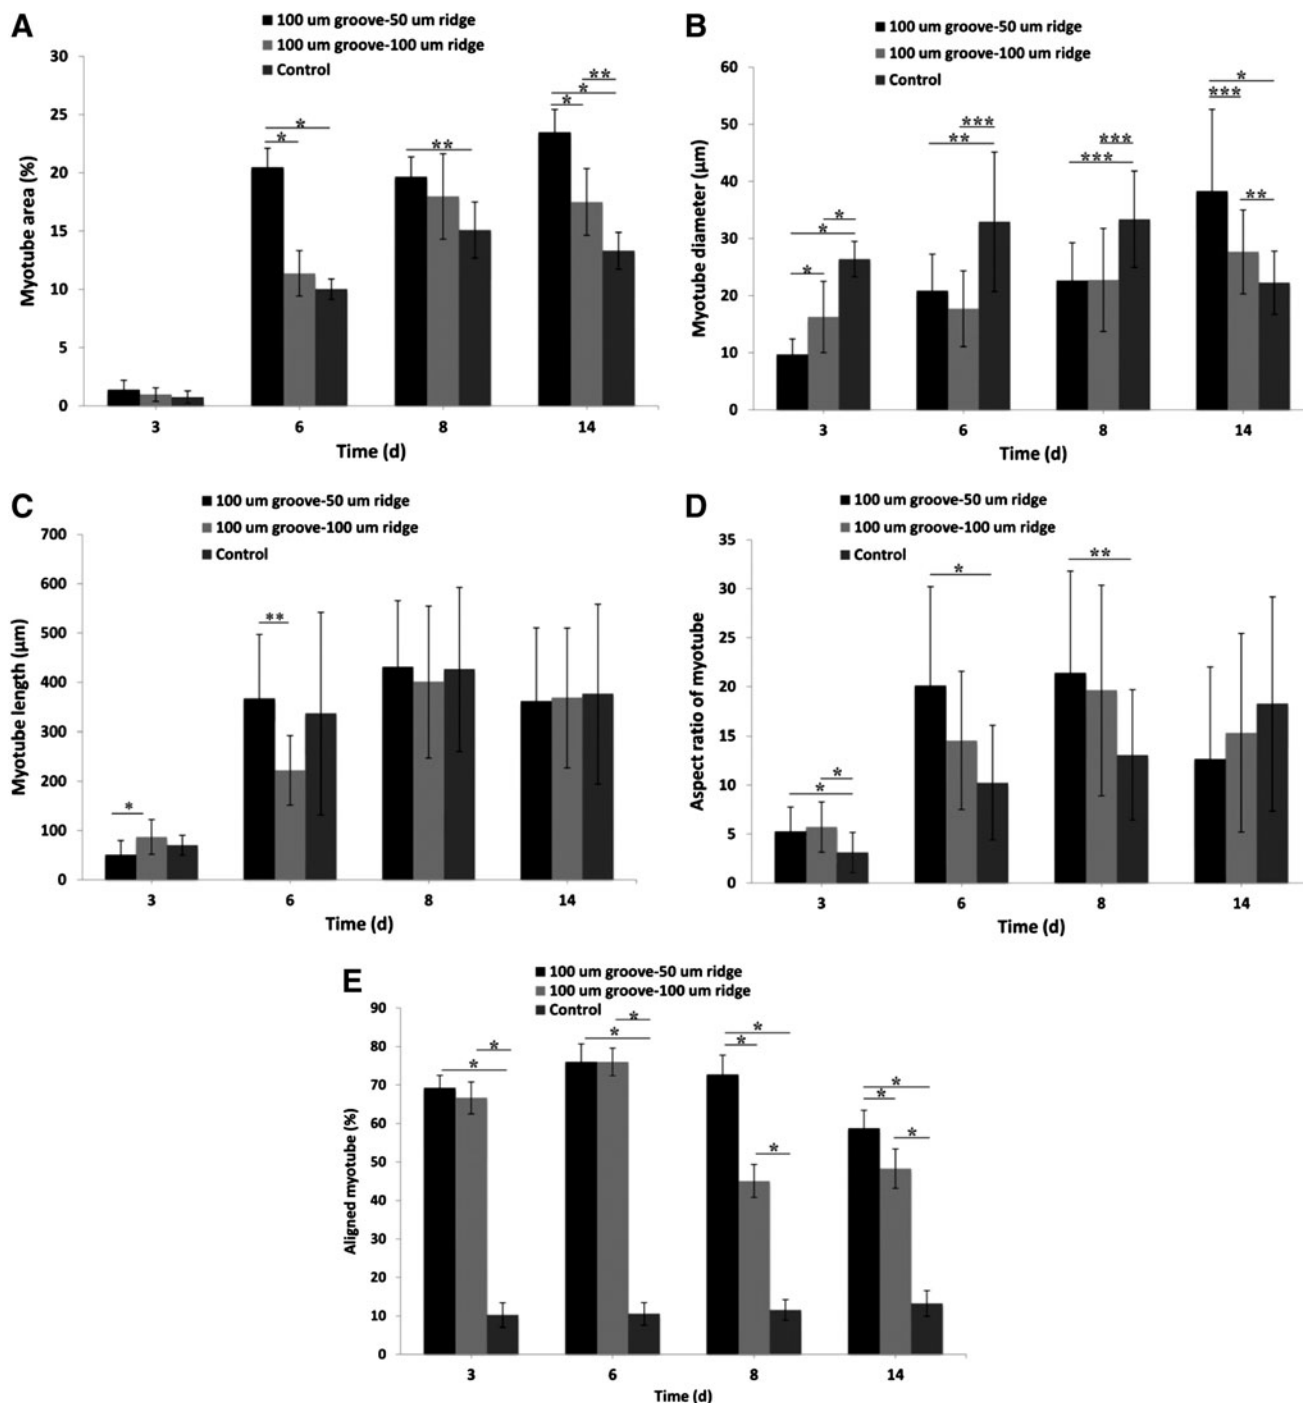 A
100 um groove-50 um ridge
100 um groove-100 um ridge
Control
Myotube area (%)
30
25
20
15
10
5
0
* * ** * * **
3 6 8 14
Time (d)
B
100 um groove-50 um ridge
100 um groove-100 um ridge
Control
Myotube diameter (µm)
60
50
40
30
20
10
0
* * * ** *** *** *** *** * **
3 6 8 14
Time (d)
C
100 um groove-50 um ridge
100 um groove-100 um ridge
Control
Myotube length (µm)
700
600
500
400
300
200
100
0
* **
3 6 8 14
Time (d)
D
100 um groove-50 um ridge
100 um groove-100 um ridge
Control
Aspect ratio of myotube
35
30
25
20
15
10
5
0
* * * **
3 6 8 14
Time (d)
E
100 um groove-50 um ridge
100 um groove-100 um ridge
Control
Aligned myotube (%)
90
80
70
60
50
40
30
20
10
0
* * * * * * * * * *
3 6 8 14
Time (d)